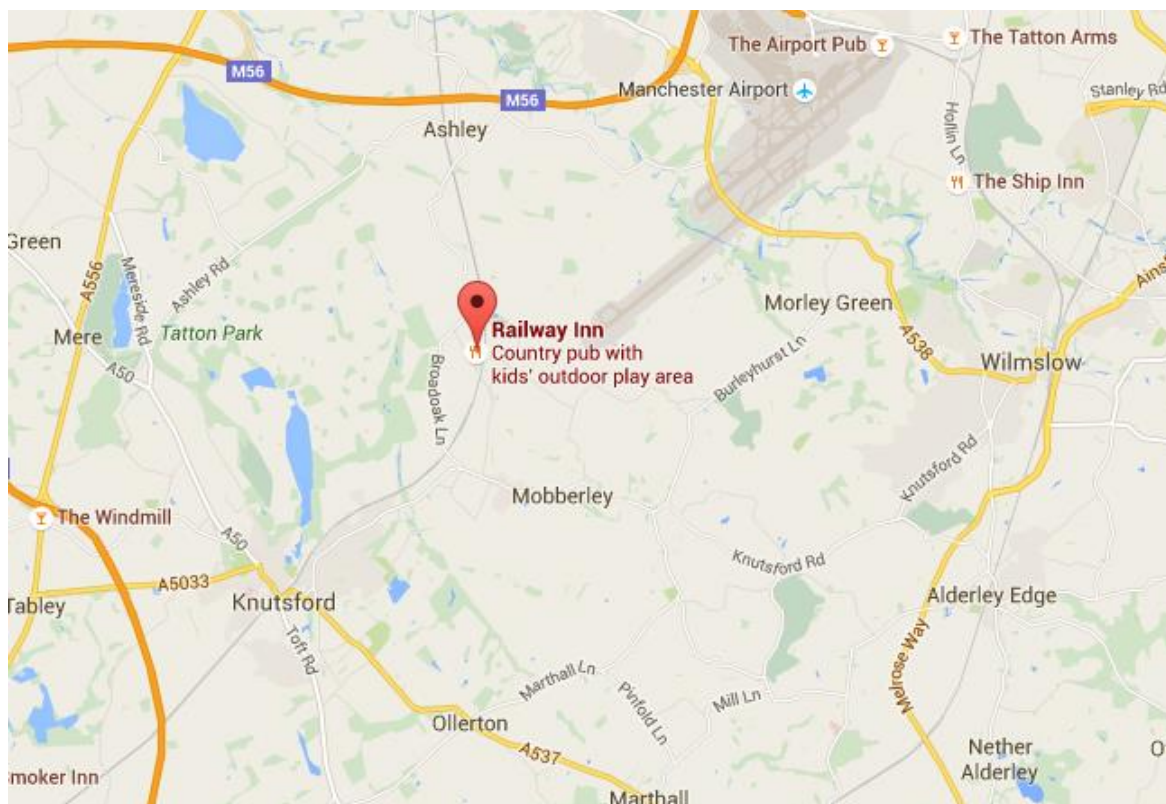 The Airport Pub
The Tatton Arms
M56
Manchester Airport
Stanley Rd
M56
Ashley
Hoflin Ln
The Ship Inn
Green
A556
Mereside Rd
Ashley Rd
Morley Green
Mere
Tatton Park
Railway Inn
Country pub with
kids' outdoor play area
A50
Broadoak Ln
Burleyhurst Ln
A538
Wilmslow
Knutsford Rd
Mobberley
The Windmill
A50
Knutsford Rd
A5033
Tabley
Knutsford
Alderley Edge
Toft Rd
Marthall Ln
Pinfold Ln
Mill Ln
Melrose Way
Ollerton
A537
Nether
Alderley
Marthall